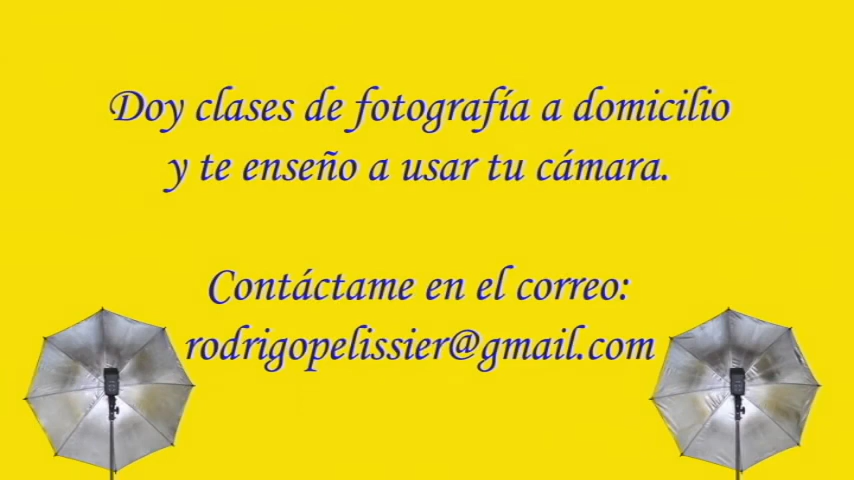 Doy clases de fotografía a domicilio
y te enseño a usar tu cámara.
Contáctame en el correo:
rodrigopelissier@gmail.com